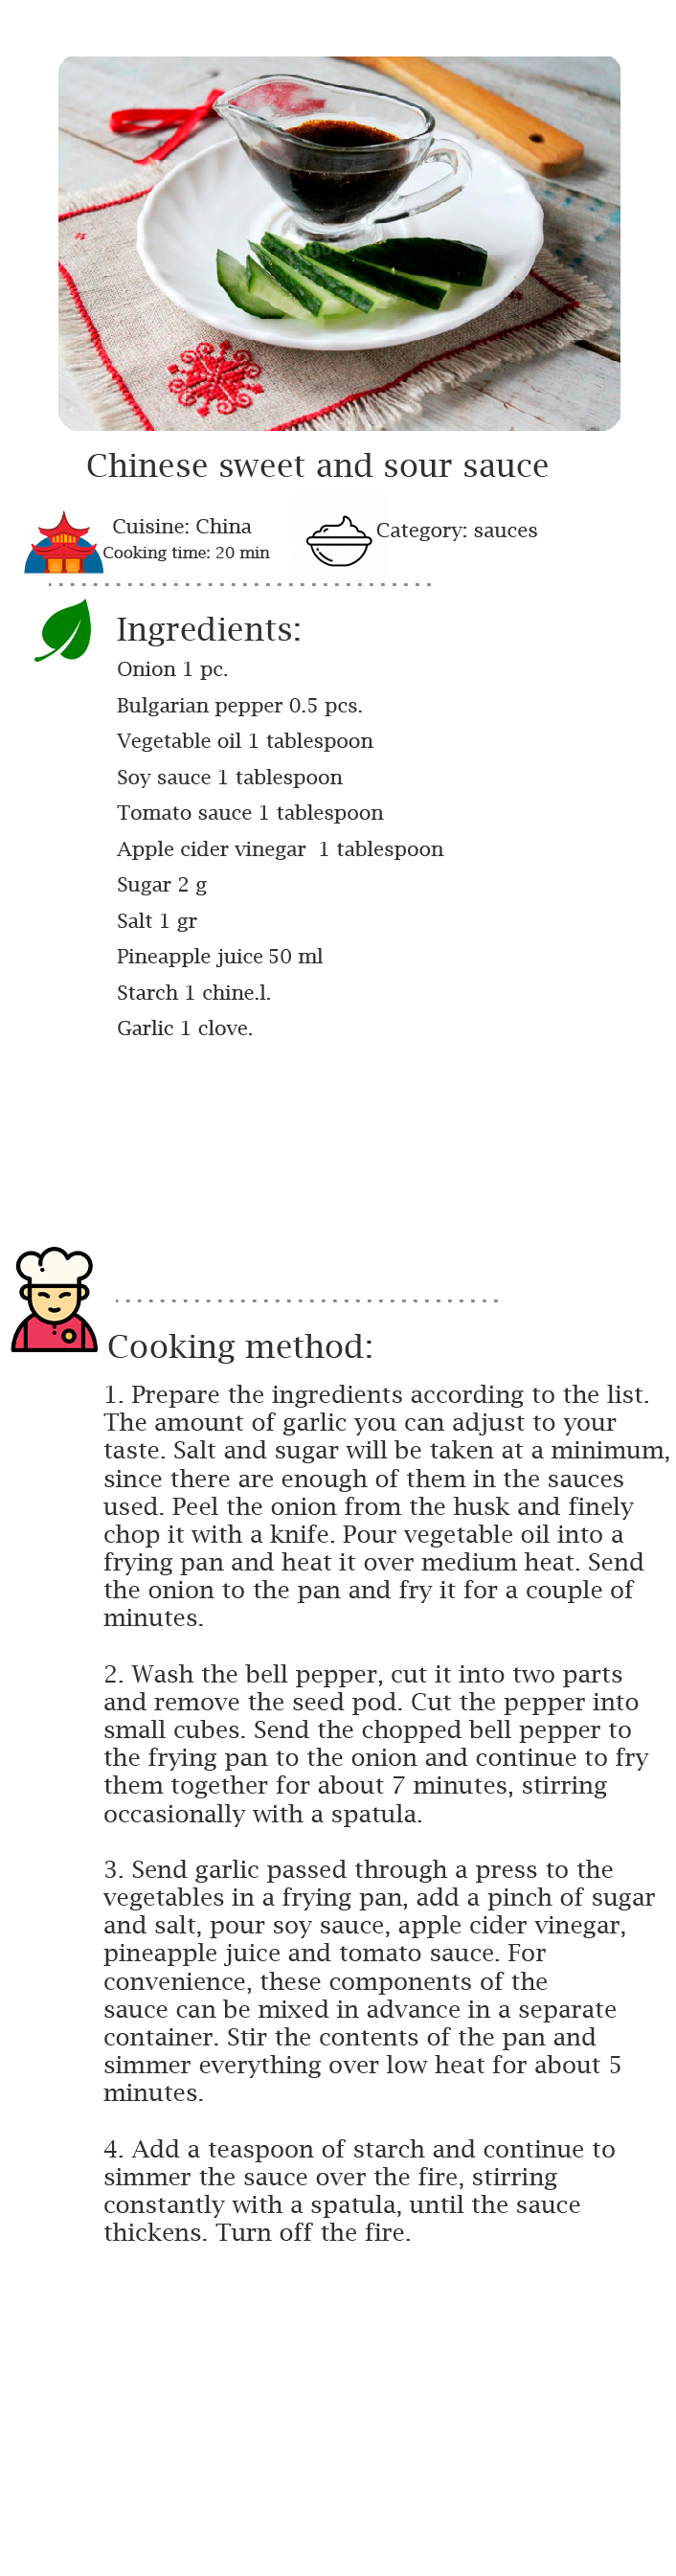 Chinese sweet and sour sauce
Cuisine: China
Category: sauces
Cooking time: 20 min
Ingredients:
Onion 1 pc.
Bulgarian pepper 0.5 pcs.
Vegetable oil 1 tablespoon
Soy sauce 1 tablespoon
Tomato sauce 1 tablespoon
Apple cider vinegar  1 tablespoon
Sugar 2 g
Salt 1 gr
Pineapple juice 50 ml
Starch 1 chine.l.
Garlic 1 clove.
Cooking method:
1. Prepare the ingredients according to the list.
The amount of garlic you can adjust to your
taste. Salt and sugar will be taken at a minimum,
since there are enough of them in the sauces
used. Peel the onion from the husk and finely
chop it with a knife. Pour vegetable oil into a
frying pan and heat it over medium heat. Send
the onion to the pan and fry it for a couple of
minutes.
2. Wash the bell pepper, cut it into two parts
and remove the seed pod. Cut the pepper into
small cubes. Send the chopped bell pepper to
the frying pan to the onion and continue to fry
them together for about 7 minutes, stirring
occasionally with a spatula.
3. Send garlic passed through a press to the
vegetables in a frying pan, add a pinch of sugar
and salt, pour soy sauce, apple cider vinegar,
pineapple juice and tomato sauce. For
convenience, these components of the
sauce can be mixed in advance in a separate
container. Stir the contents of the pan and
simmer everything over low heat for about 5
minutes.
4. Add a teaspoon of starch and continue to
simmer the sauce over the fire, stirring
constantly with a spatula, until the sauce
thickens. Turn off the fire.